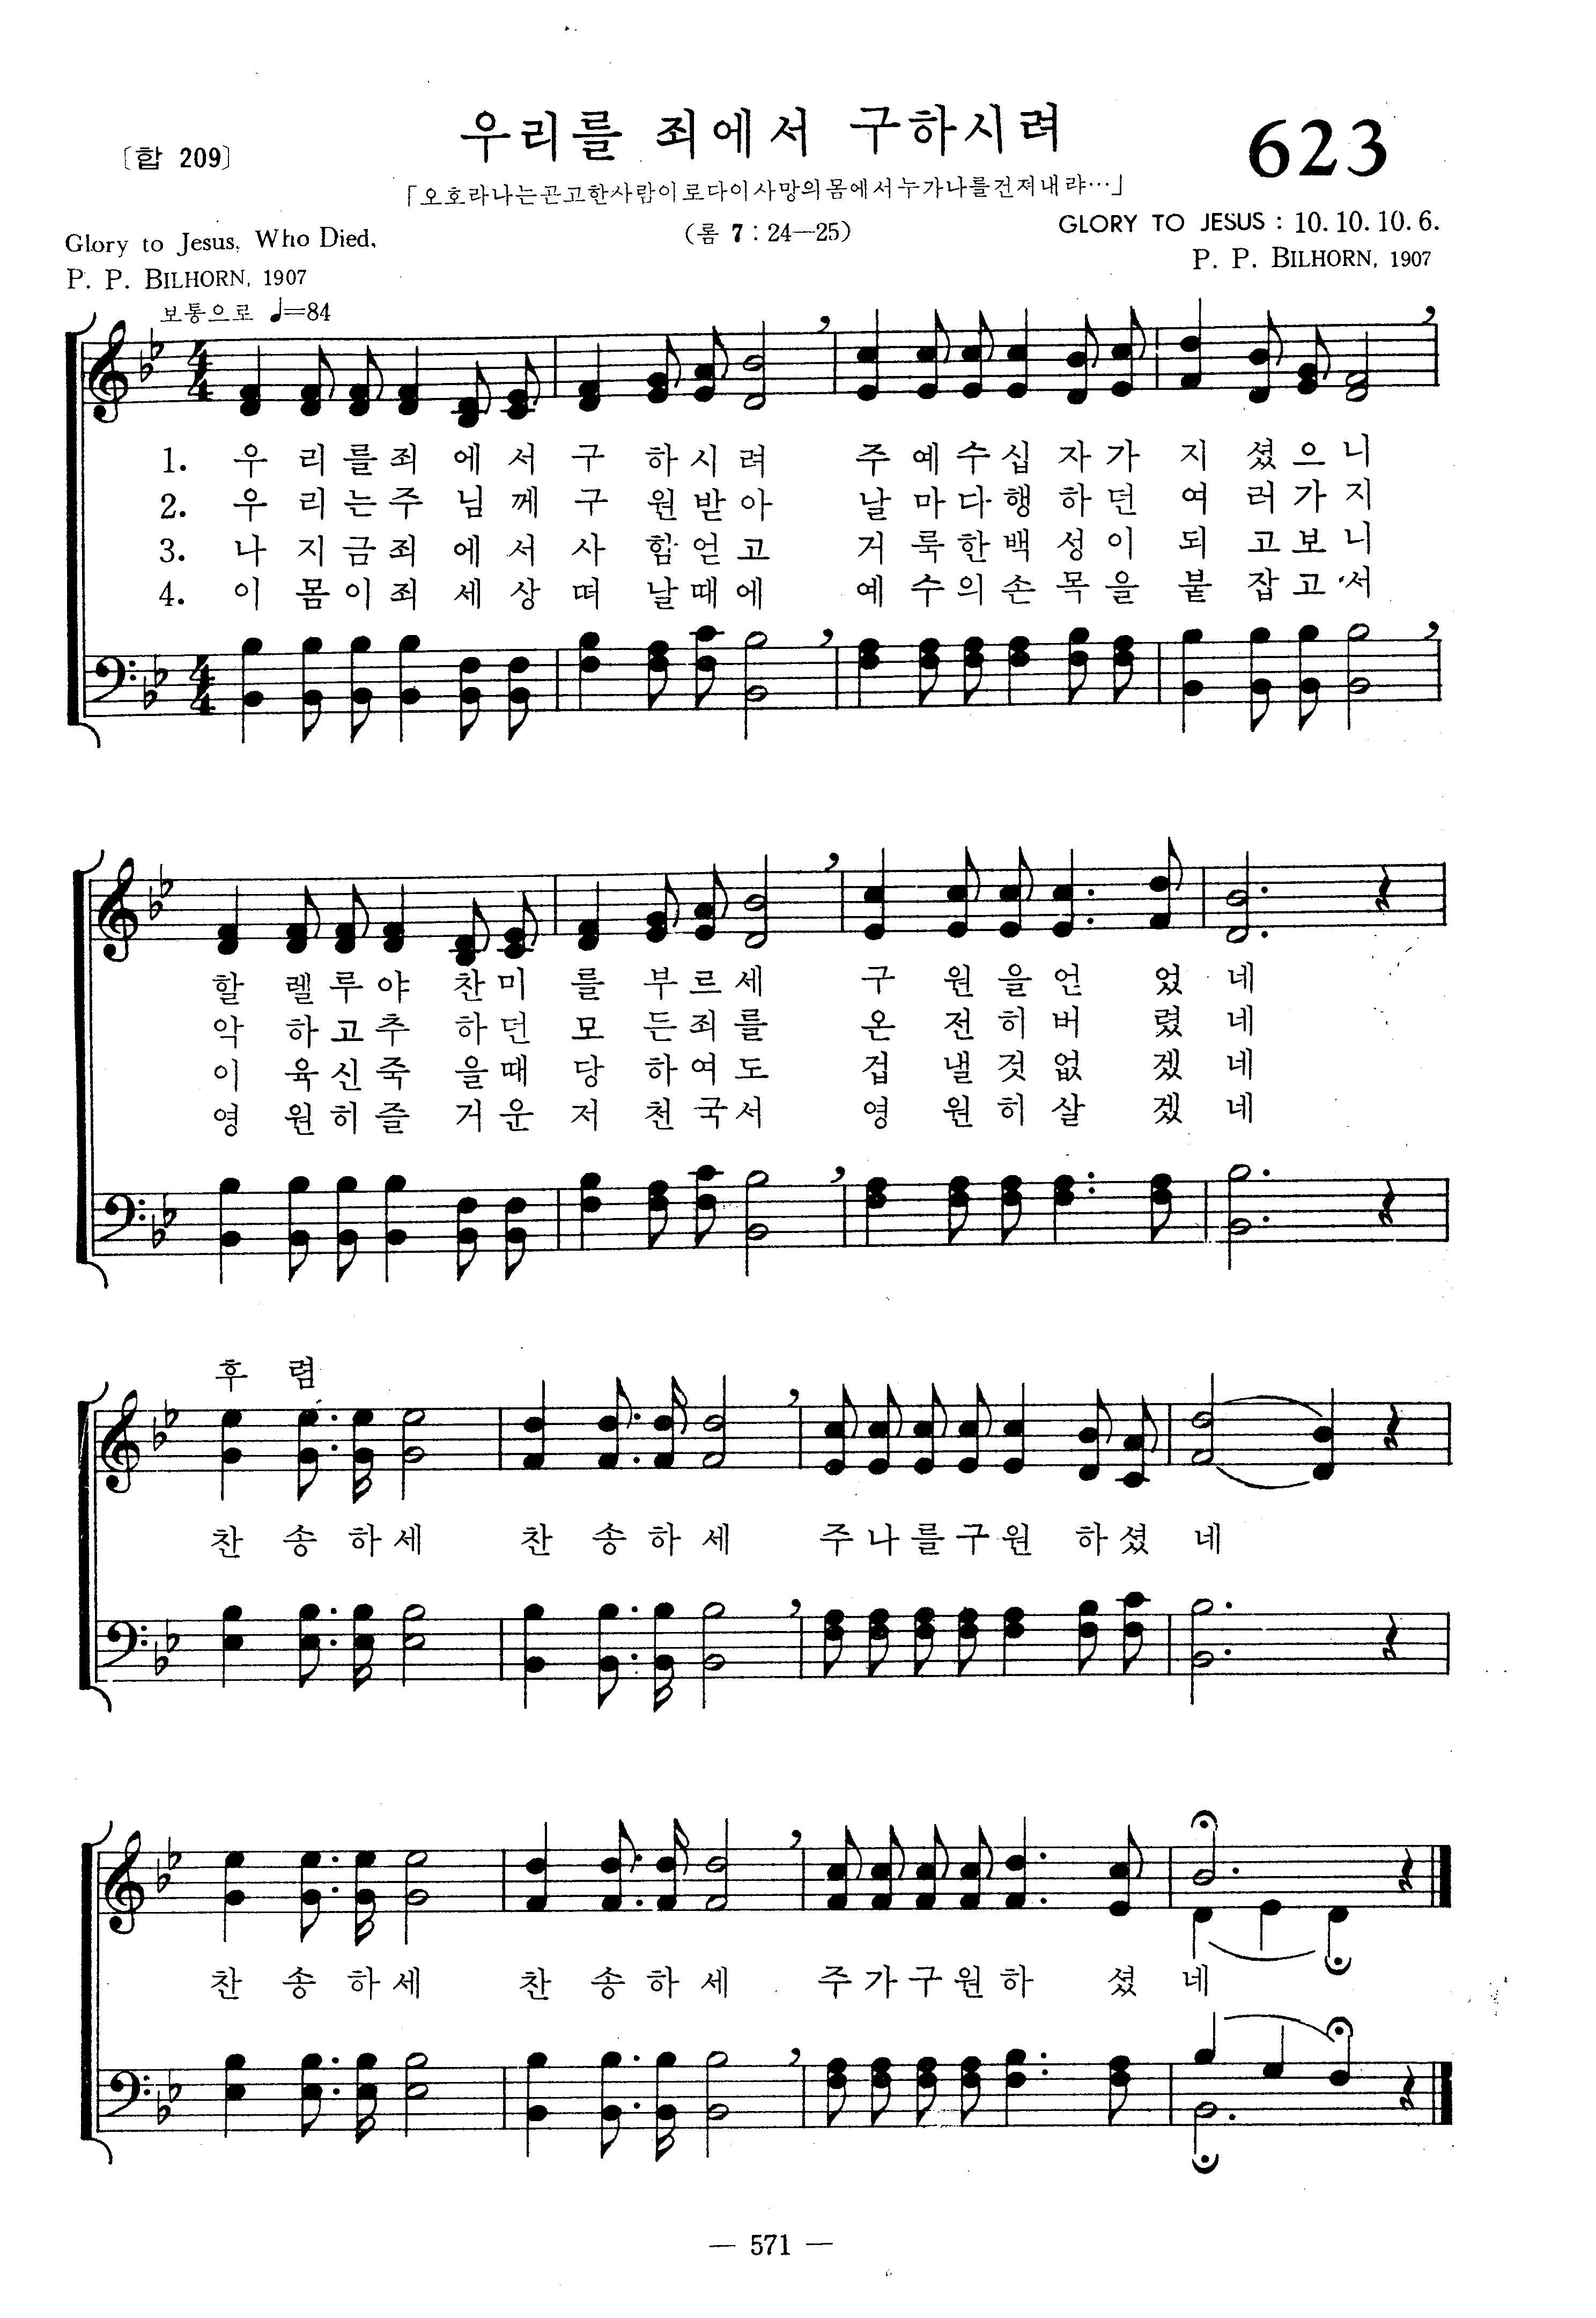 우리를 죄에서 구하시려
623
〔합 209〕
「오호라나는곤고한사람이로다이사망의몸에서누가나를건져내랴…」
(롬 7 : 24—25)
Glory to Jesus, Who Died,
P. P. BILHORN, 1907
GLORY TO JESUS : 10. 10. 10. 6.
P. P. BILHORN, 1907
보통으로 ♩=84
1. 우 리 를 죄 에 서 구 하 시 려 주 예 수 십 자 가 지 셨 으 니
2. 우 리 는 주 님 께 구 원 받 아 날 마 다 행 하 던 여 러 가 지
3. 나 지 금 죄 에 서 사 함 얻 고 거 룩 한 백 성 이 되 고 보 니
4. 이 몸 이 죄 세 상 떠 날 때 에 예 수 의 손 목 을 붙 잡 고 서
할 렐 루 야 찬 미 를 부 르 세 구 원 을 얻 었 네
악 하 고 추 하 던 모 든 죄 를 온 전 히 버 렸 네
이 육 신 죽 을 때 당 하 여 도 겁 낼 것 없 겠 네
영 원 히 즐 거 운 저 천 국 서 영 원 히 살 겠 네
후 렴
찬 송 하 세 찬 송 하 세 주 나 를 구 원 하 셨 네
찬 송 하 세 찬 송 하 세 주 가 구 원 하 셨 네
— 571 —